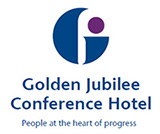 Golden Jubilee
Conference Hotel
People at the heart of progress